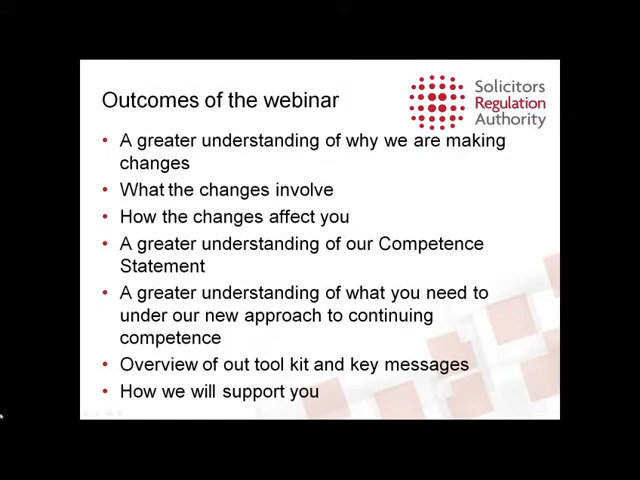 Outcomes of the webinar
Solicitors
Regulation
Authority
• A greater understanding of why we are making
changes
• What the changes involve
• How the changes affect you
• A greater understanding of our Competence
Statement
• A greater understanding of what you need to
under our new approach to continuing
competence
• Overview of out tool kit and key messages
• How we will support you